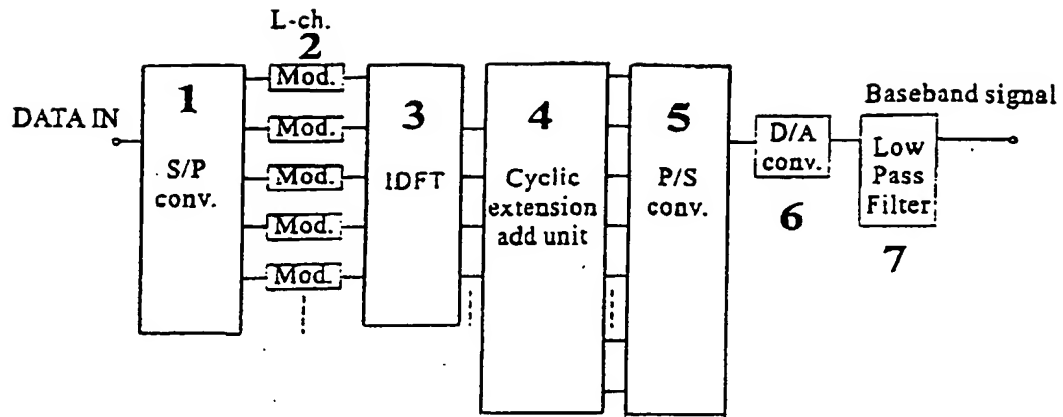 L-ch.
2
DATA IN
1
S/P
conv.
Mod.
Mod.
Mod.
Mod.
Mod.
3
IDFT
4
Cyclic
extension
add unit
5
P/S
conv.
D/A
conv.
6
Baseband signal
Low
Pass
Filter
7